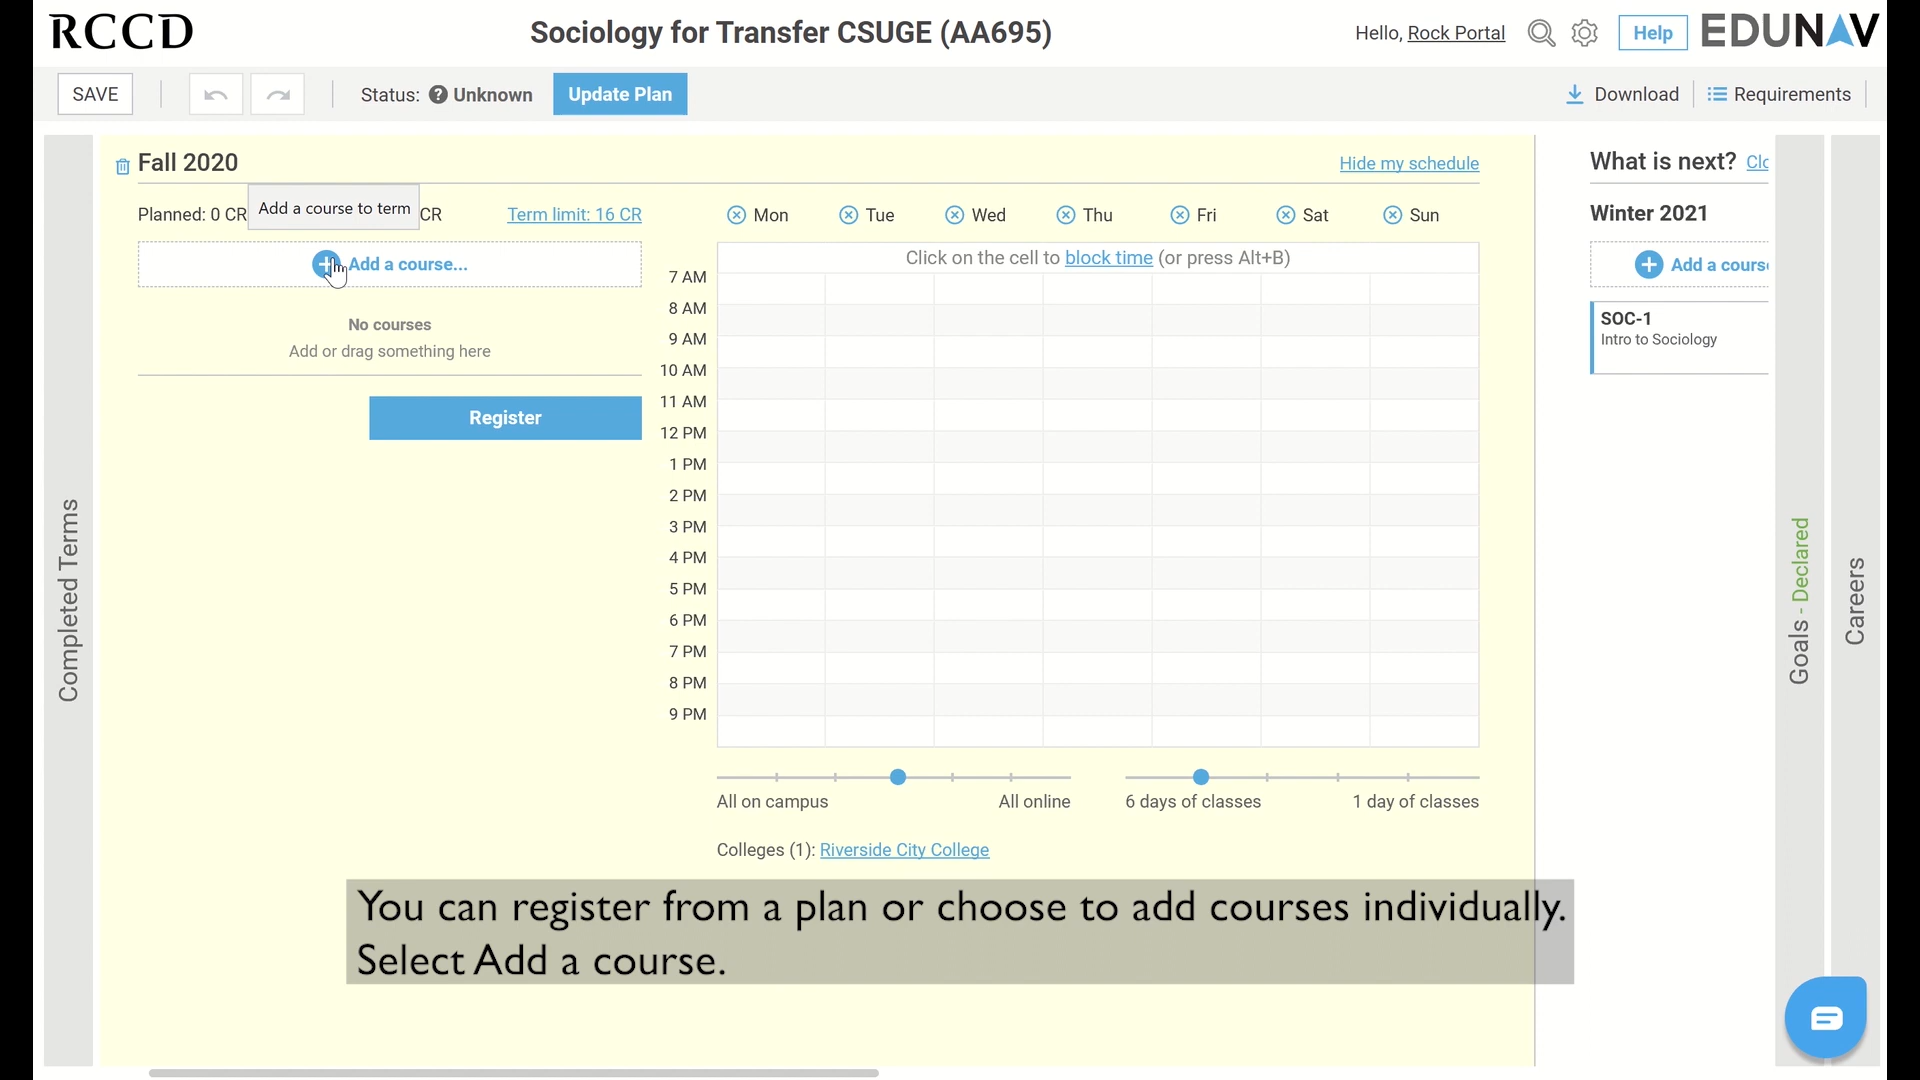 RCCD
Sociology for Transfer CSUGE (AA695)
Hello, Rock Portal
Help
EDUNAV
SAVE
Status: ? Unknown
Update Plan
Download
Requirements
Completed Terms
Fall 2020
Hide my schedule
Planned: 0 CR
Add a course to term
CR
Term limit: 16 CR
Add a course...
No courses
Add or drag something here
Register
Mon Tue Wed Thu Fri Sat Sun
Click on the cell to block time (or press Alt+B)
7 AM
8 AM
9 AM
10 AM
11 AM
12 PM
1 PM
2 PM
3 PM
4 PM
5 PM
6 PM
7 PM
8 PM
9 PM
All on campus All online
6 days of classes 1 day of classes
Colleges (1): Riverside City College
What is next? Clo
Winter 2021
Add a course
SOC-1
Intro to Sociology
Goals - Declared
Careers
You can register from a plan or choose to add courses individually.
Select Add a course.